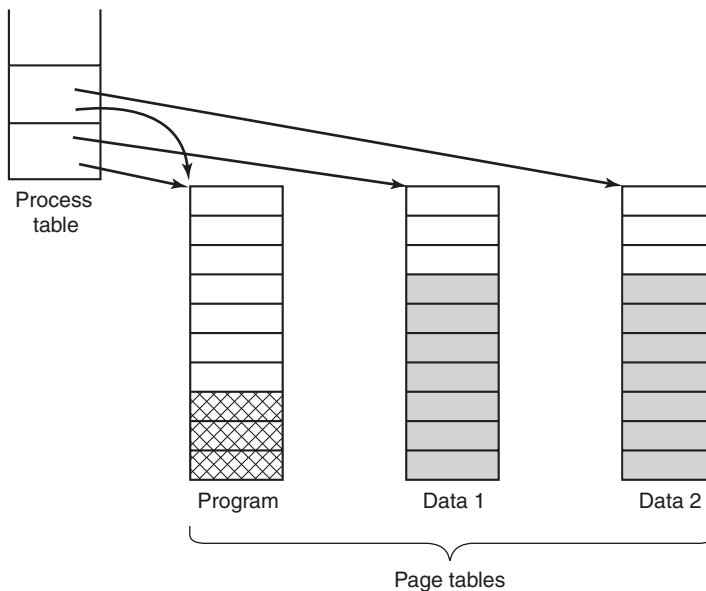 Process
table
Program
Data 1
Data 2
Page tables